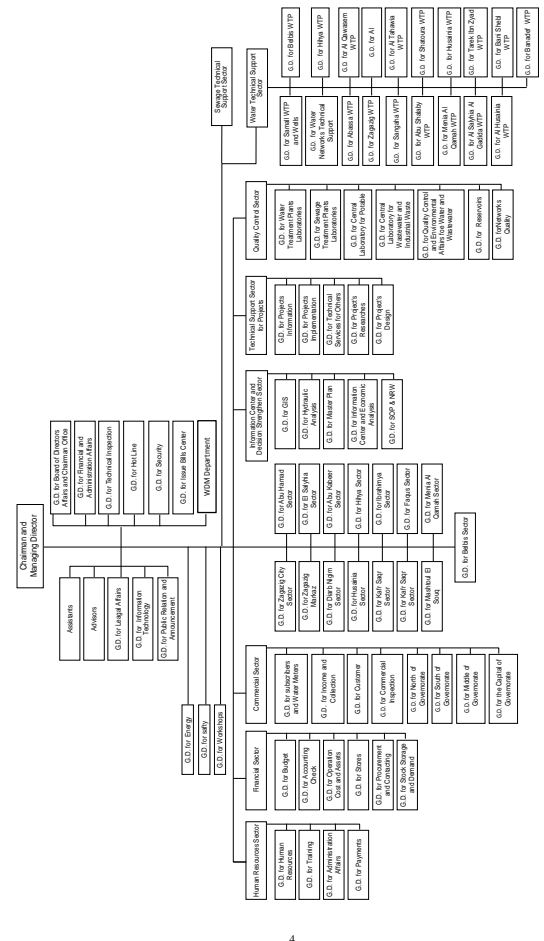 Chairman and
Managing Director
Assistants
Advisors
G.D. for Leagal Affairs
G.D. for Information
Technology
G.D. for Public Relation and
Announcement
G.D. for Board of Directors
Affairs and Chairman Office
G.D. for Financial and
Administration Affairs
G.D. for Technical Inspection
G.D. for Hot Line
G.D. for Security
G.D. for Issue Bills Center
WDM Department
G.D. for Energy
G.D. for safty
G.D. for Workshops
Sewage Technical
Support Sector
Human Resources Sector
G.D. for Human
Resources
G.D. for Training
G.D. for Administration
Affairs
G.D. for Payments
Financial Sector
G.D. for Budget
G.D. for Accounting
Check
G.D. for Operation
Cost and Assets
G.D. for Stores
G.D. for Procurement
and Contacting
G.D. for Stock Storage
and Demand
Commercial Sector
G.D. for subscribers
and Water Meters
G.D. for Income and
Collection
G.D. for Customer
G.D. for Commercial
Inspection
G.D. for North of
Governorate
G.D. for South of
Governorate
G.D. for Middle of
Governorate
G.D. for the Capital of
Governorate
G.D. for Zagazig City
Sector
G.D. for Zagazig
Markaz
G.D. for Diarb Nigm
Sector
G.D. for Husainia
Sector
G.D. for Kafr Saqr
Sector
G.D. for Kafr Saqr
Sector
G.D. for Mashtoul El
Souq
G.D. for Abu Hamad
Sector
G.D. for El Salyhia
Sector
G.D. for Abu Kabeer
Sector
G.D. for Hihya Sector
G.D. for Ibrahimya
Sector
G.D. for Faqus Sector
G.D. for Menia Al
Qamah Sector
G.D. for Belbis Sector
Information Center and
Decision Strengthen Sector
G.D. for GIS
G.D. for Hydraulic
Analysis
G.D. for Master Plan
G.D. for Information
Center and Economic
Analysis
G.D. for SOP & NRW
Technical Support Sector
for Projects
G.D. for Projects
Information
G.D. for Projects
Implementation
G.D. for Technical
Services for Others
G.D. for Project's
Researches
G.D. for Project's
Design
Quality Control Sector
G.D. for Water
Treatment Plants
Laboratories
G.D. for Sewage
Treatment Plants
Laboratories
G.D. for Central
Laboratory for Potable
G.D. for Central
Laboratory for
Wastewater and
Industrial Waste
G.D. for Quality Control
and Environmental
Affairs foe Water and
Wastewater
G.D. for Reservoirs
G.D. forNetworks
Quality
Water Technical Support
Sector
G.D. for Samall WTP
and Wells
G.D. for Water
Networks Technical
Support
G.D. for Abassa WTP
G.D. for Zagazig WTP
G.D. for Sangaha WTP
G.D. for Abu Shalaby
WTP
G.D. for Menia Al
Qamah WTP
G.D. for Al Salyhia Al
Gadida WTP
G.D. for Al Husania
WTP
G.D. for Belbis WTP
G.D. for Hihya WTP
G.D. for Al Qawasem
WTP
G.D. for Al
G.D. for Al Tahawia
WTP
G.D. for Shatoura WTP
G.D. for Husainia WTP
G.D. for Tarek Ibn Zyad
WTP
G.D. for Bani Shebl
WTP
G.D. for Banadef WTP
4